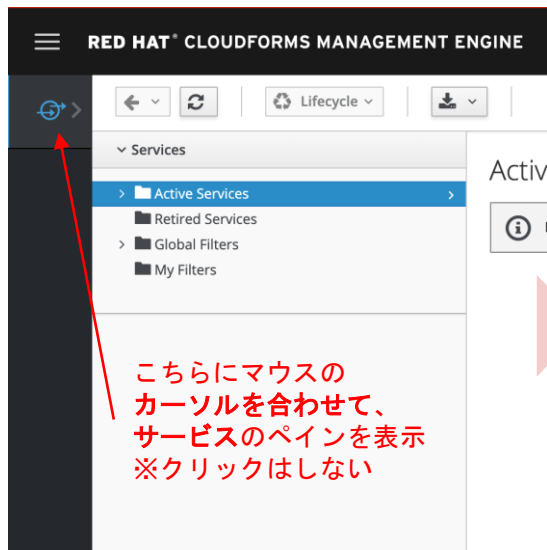 RED HAT® CLOUDFORMS MANAGEMENT ENGINE
Lifecycle
Services
Active Services
Retired Services
Global Filters
My Filters
Activ
こちらにマウスの
カーソルを合わせて、
サービスのペインを表示
※クリックはしない